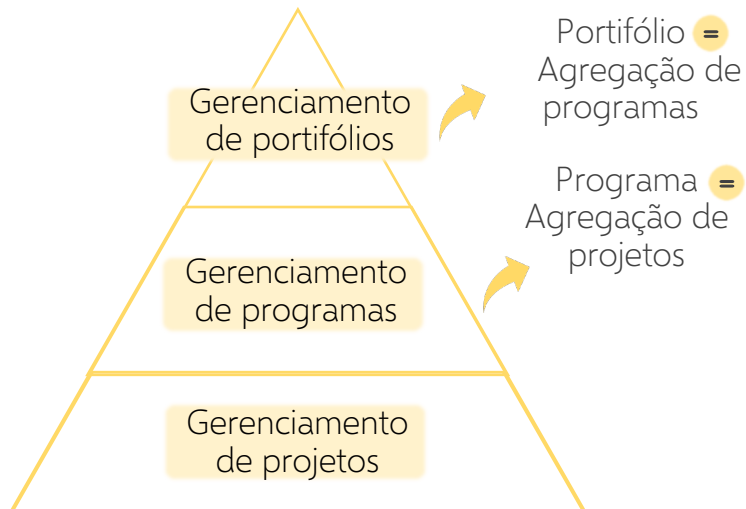 Gerenciamento
de portifólios
Portifólio =
Agregação de
programas
Gerenciamento
de programas
Programa =
Agregação de
projetos
Gerenciamento
de projetos